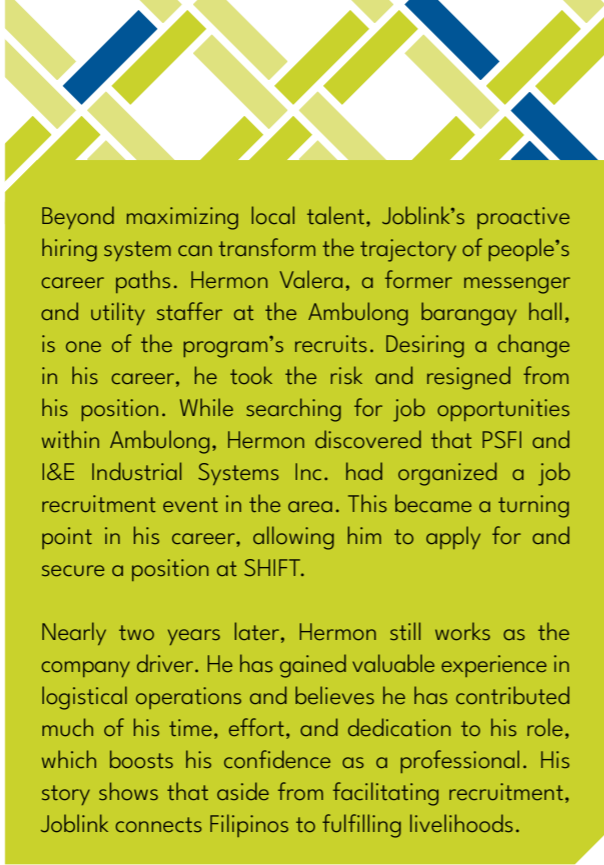 Beyond maximizing local talent, Joblink’s proactive
hiring system can transform the trajectory of people’s
career paths. Hermon Valera, a former messenger
and utility staffer at the Ambulong barangay hall,
is one of the program’s recruits. Desiring a change
in his career, he took the risk and resigned from
his position. While searching for job opportunities
within Ambulong, Hermon discovered that PSFI and
I&E Industrial Systems Inc. had organized a job
recruitment event in the area. This became a turning
point in his career, allowing him to apply for and
secure a position at SHIFT.
Nearly two years later, Hermon still works as the
company driver. He has gained valuable experience in
logistical operations and believes he has contributed
much of his time, effort, and dedication to his role,
which boosts his confidence as a professional. His
story shows that aside from facilitating recruitment,
Joblink connects Filipinos to fulfilling livelihoods.